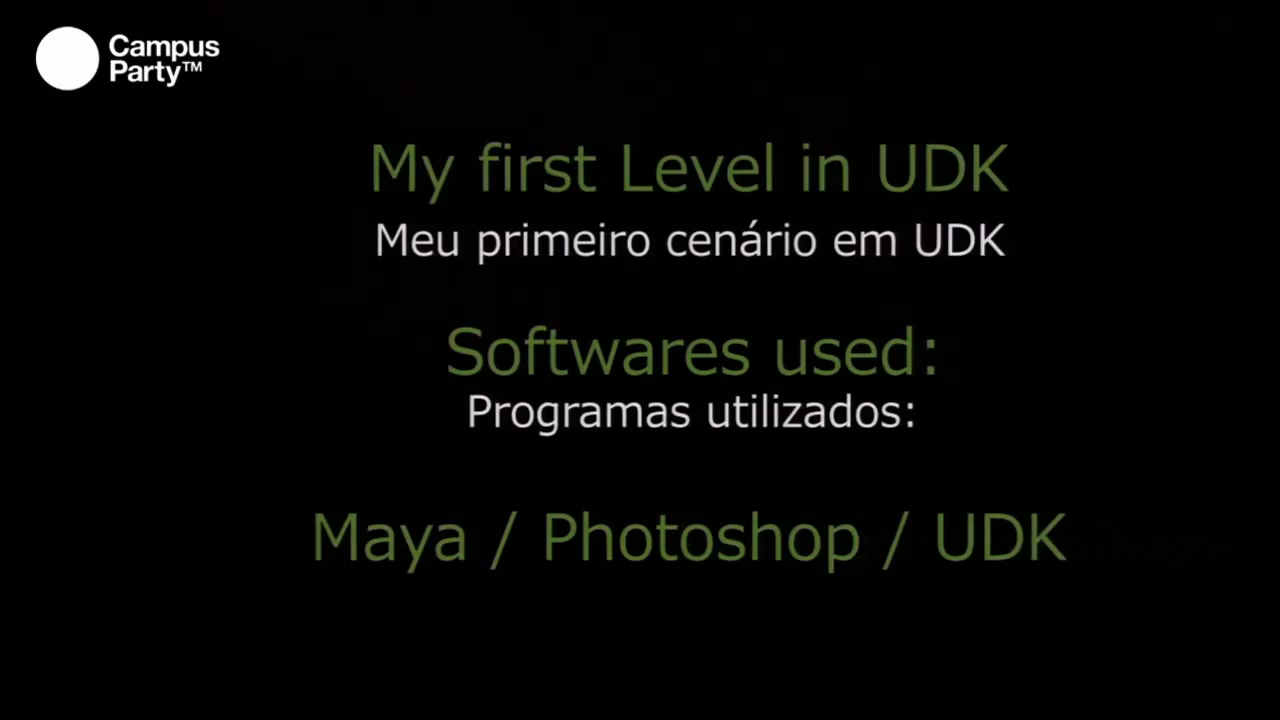 Campus
Party™
My first Level in UDK
Meu primeiro cenário em UDK
Softwares used:
Programas utilizados:
Maya / Photoshop / UDK